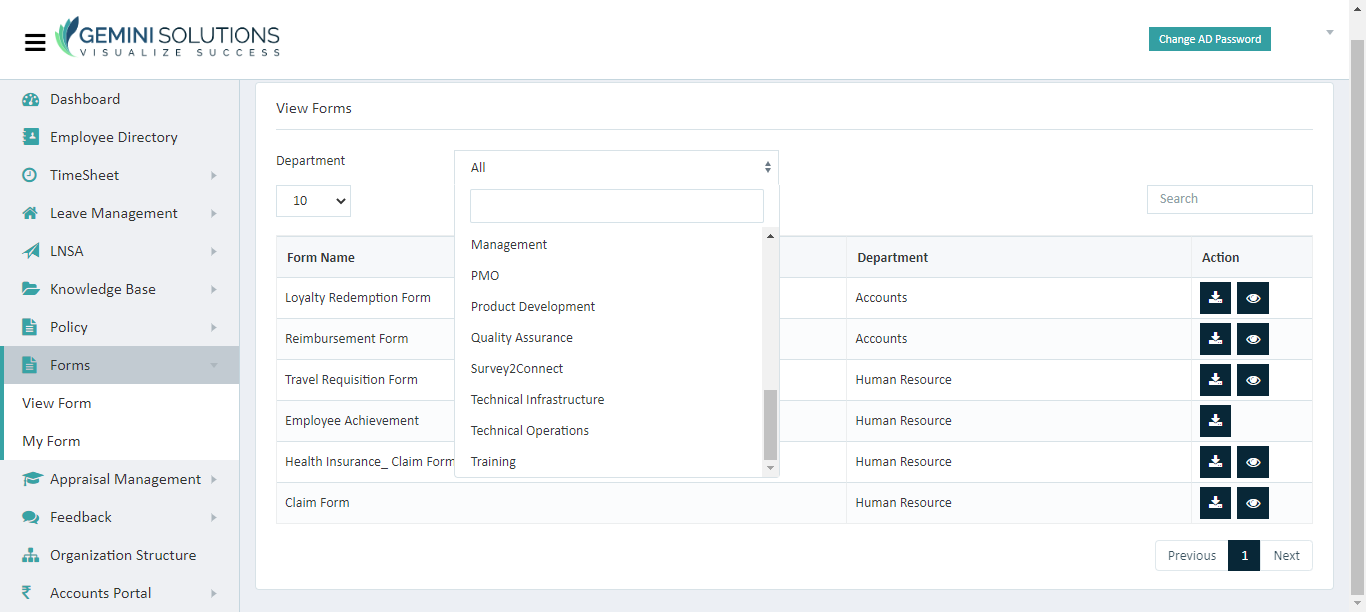 GEMINI SOLUTIONS
VISUALIZE SUCCESS
Change AD Password
Dashboard
Employee Directory
TimeSheet
Leave Management
LNSA
Knowledge Base
Policy
Forms
View Form
My Form
Appraisal Management
Feedback
Organization Structure
Accounts Portal
View Forms
Department
All
10
Search
Management
PMO
Product Development
Quality Assurance
Survey2Connect
Technical Infrastructure
Technical Operations
Training
Form Name Department Action
Loyalty Redemption Form Accounts
Reimbursement Form Accounts
Travel Requisition Form Human Resource
Employee Achievement Human Resource
Health Insurance_ Claim Form Human Resource
Claim Form Human Resource
Previous 1 Next